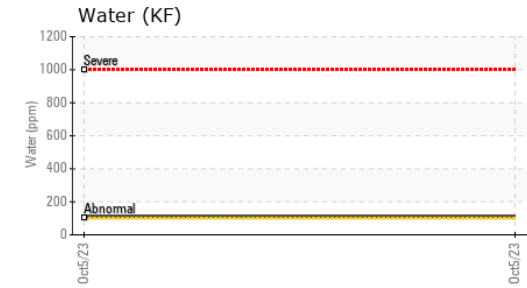 Water (KF)
1200
1000
800
600
400
200
0
Water (ppm)
Severe
Abnormal
Oct5/23
Oct5/23